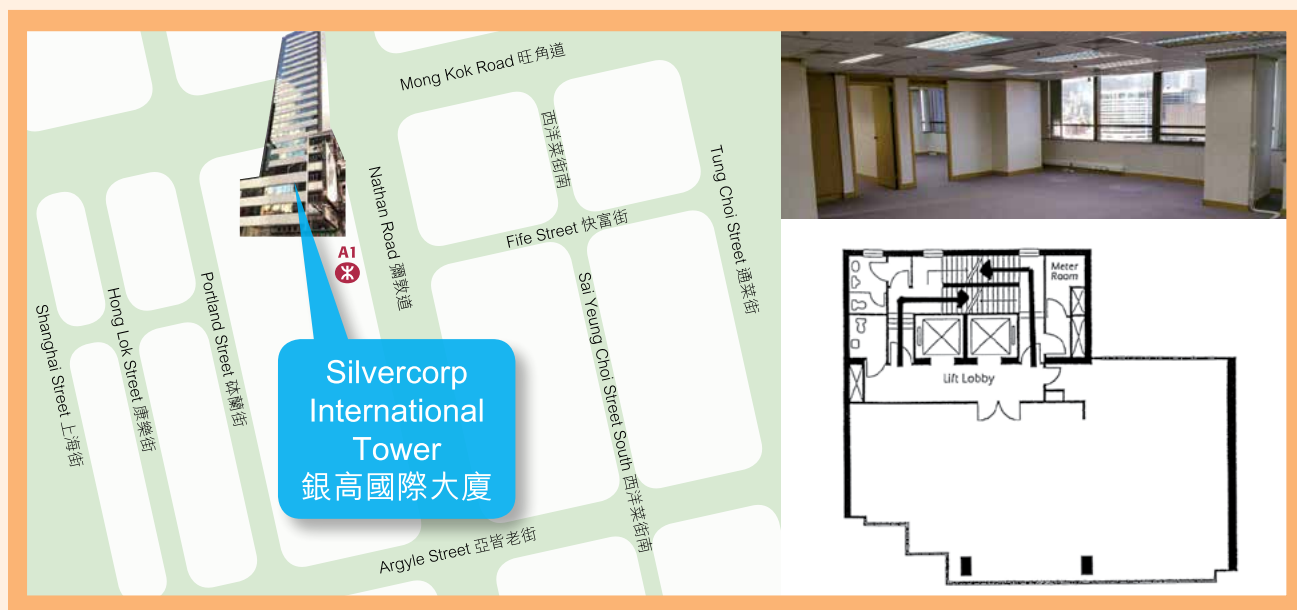 Mong Kok Road 旺角道
西洋菜街南
Tung Choi Street 通菜街
Nathan Road 彌敦道
Fife Street 快富街
A1
Sai Yeung Choi Street South 西洋菜街南
Portland Street 砵蘭街
Hong Lok Street 康樂街
Shanghai Street 上海街
Silvercorp
International
Tower
銀高國際大廈
Argyle Street 亞皆老街
Meter
Room
Lift Lobby